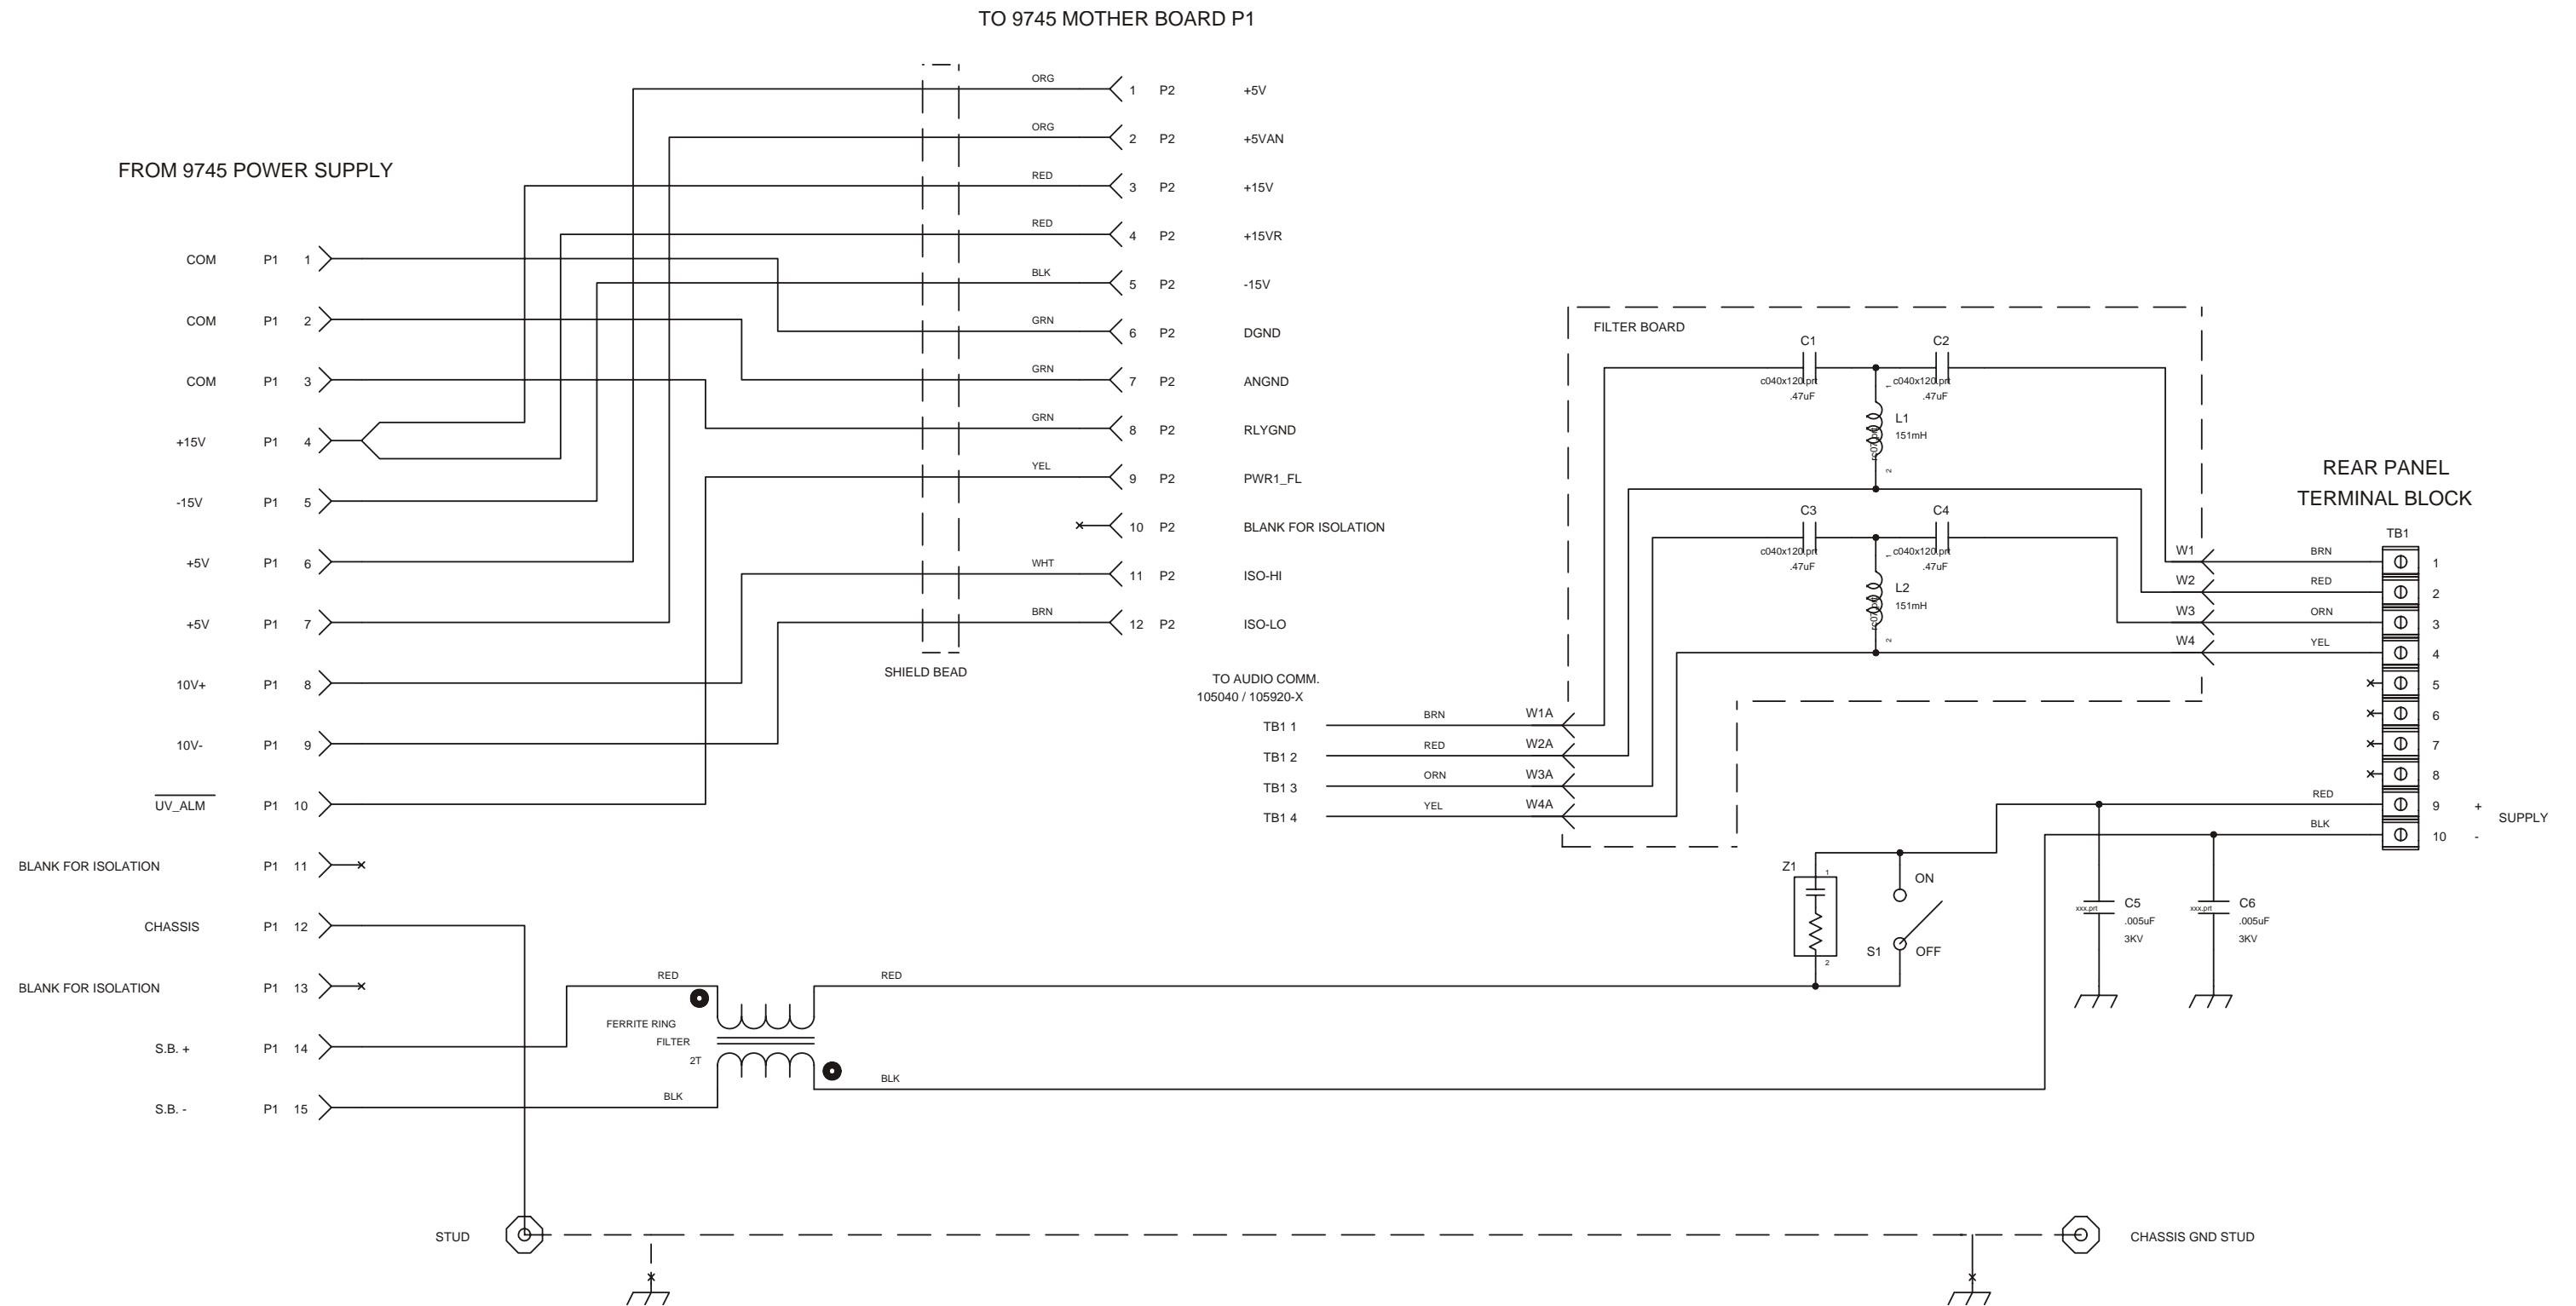 TO 9745 MOTHER BOARD P1
FROM 9745 POWER SUPPLY
COM P1 1
COM P1 2
COM P1 3
+15V P1 4
-15V P1 5
+5V P1 6
+5V P1 7
10V+ P1 8
10V- P1 9
UV_ALM P1 10
BLANK FOR ISOLATION P1 11
CHASSIS P1 12
BLANK FOR ISOLATION P1 13
S.B. + P1 14
S.B. - P1 15
ORG 1 P2 +5V
ORG 2 P2 +5VAN
RED 3 P2 +15V
RED 4 P2 +15VR
BLK 5 P2 -15V
GRN 6 P2 DGND
GRN 7 P2 ANGND
GRN 8 P2 RLYGND
YEL 9 P2 PWR1_FL
10 P2 BLANK FOR ISOLATION
WHT 11 P2 ISO-HI
BRN 12 P2 ISO-LO
SHIELD BEAD
TO AUDIO COMM.
105040 / 105920-X
TB1 1 BRN W1A
TB1 2 RED W2A
TB1 3 ORN W3A
TB1 4 YEL W4A
FILTER BOARD
C1 C2
c040x120.prt 1 c040x120.prt
.47uF .47uF
L1
151mH
2
C3 C4
c040x120.prt 1 c040x120.prt
.47uF .47uF
L2
151mH
2
REAR PANEL
TERMINAL BLOCK
TB1
W1 BRN 1
W2 RED 2
W3 ORN 3
W4 YEL 4
5
6
7
8
RED 9 +
SUPPLY
BLK 10 -
Z1 1
2
ON
S1 OFF
xxx.prt C5
.005uF
3KV
xxx.prt C6
.005uF
3KV
RED RED
FERRITE RING
FILTER
2T
BLK BLK
STUD
CHASSIS GND STUD